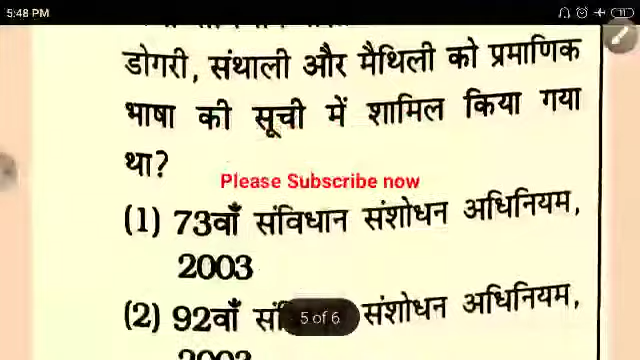 5:48 PM
डोगरी, संथाली और मैथिली को प्रमाणिक
भाषा की सूची में शामिल किया गया
था?
Please Subscribe now
(1) 73वाँ संविधान संशोधन अधिनियम,
2003
(2) 92वाँ संशोधन अधिनियम,
5 of 6